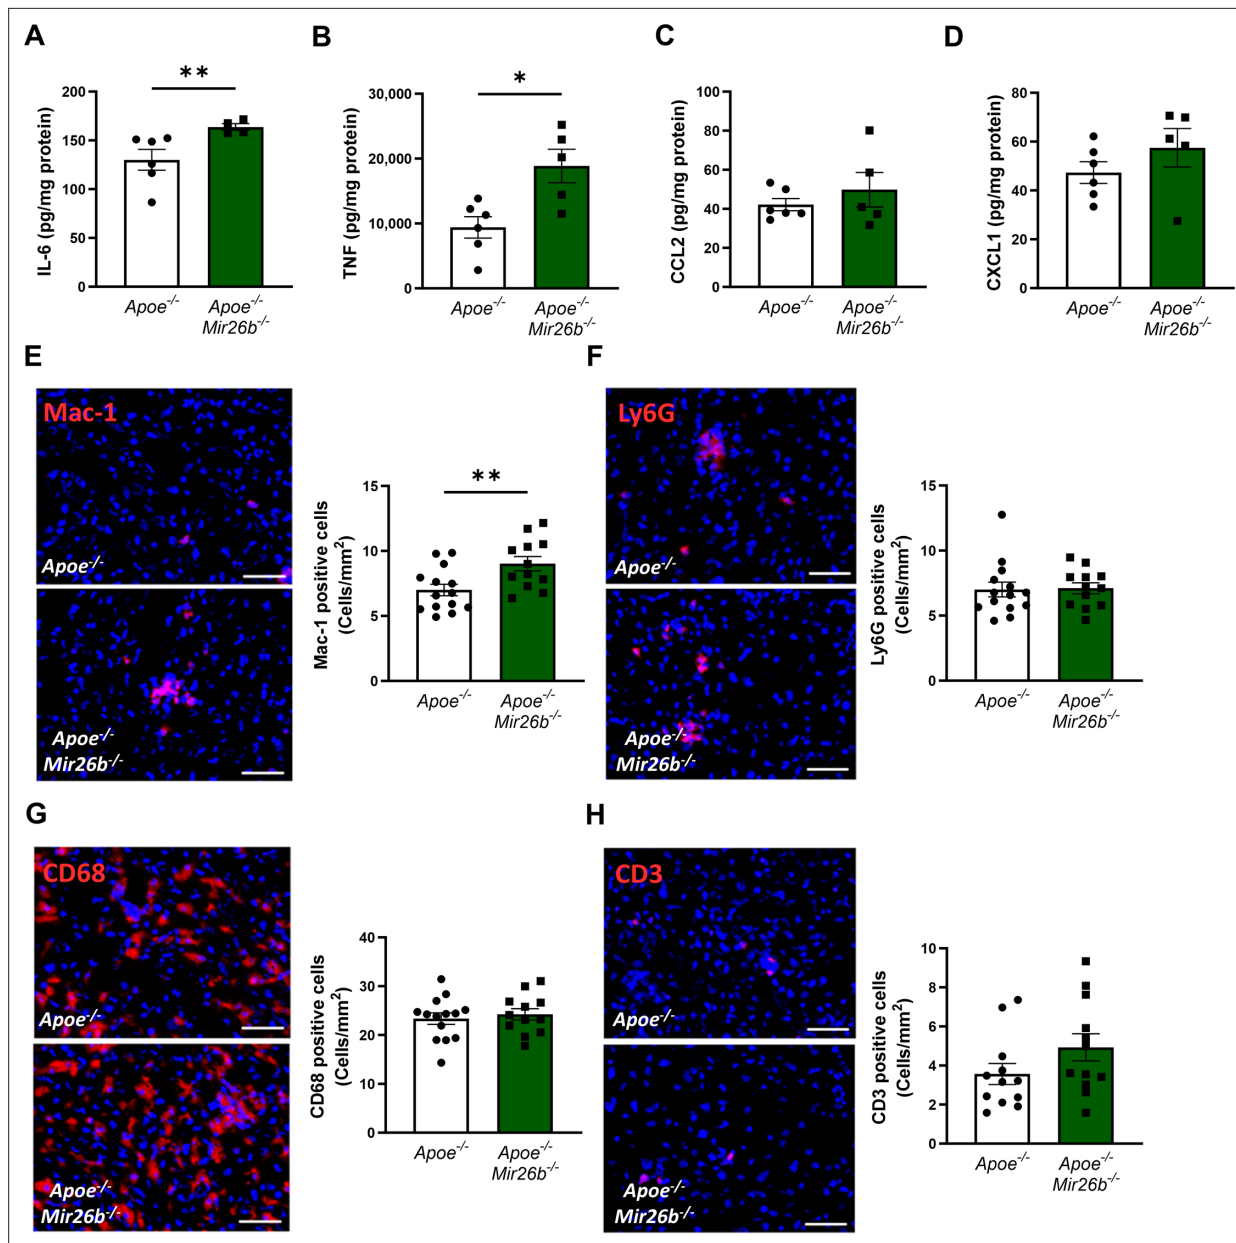 A
B
C
D
**
*
IL-6 (pg/mg protein)
200
150
100
50
0
Apoe-/-
Apoe-/-
Mir26b-/-
TNF (pg/mg protein)
30,000
20,000
10,000
0
Apoe-/-
Apoe-/-
Mir26b-/-
CCL2 (pg/mg protein)
100
80
60
40
20
0
Apoe-/-
Apoe-/-
Mir26b-/-
CXCL1 (pg/mg protein)
80
60
40
20
0
Apoe-/-
Apoe-/-
Mir26b-/-
E
Mac-1
Apoe-/-
Apoe-/-
Mir26b-/-
**
Mac-1 positive cells
(Cells/mm²)
15
10
5
0
Apoe-/-
Apoe-/-
Mir26b-/-
F
Ly6G
Apoe-/-
Apoe-/-
Mir26b-/-
Ly6G positive cells
(Cells/mm²)
15
10
5
0
Apoe-/-
Apoe-/-
Mir26b-/-
G
CD68
Apoe-/-
Apoe-/-
Mir26b-/-
CD68 positive cells
(Cells/mm²)
40
30
20
10
0
Apoe-/-
Apoe-/-
Mir26b-/-
H
CD3
Apoe-/-
Apoe-/-
Mir26b-/-
CD3 positive cells
(Cells/mm²)
10
8
6
4
2
0
Apoe-/-
Apoe-/-
Mir26b-/-